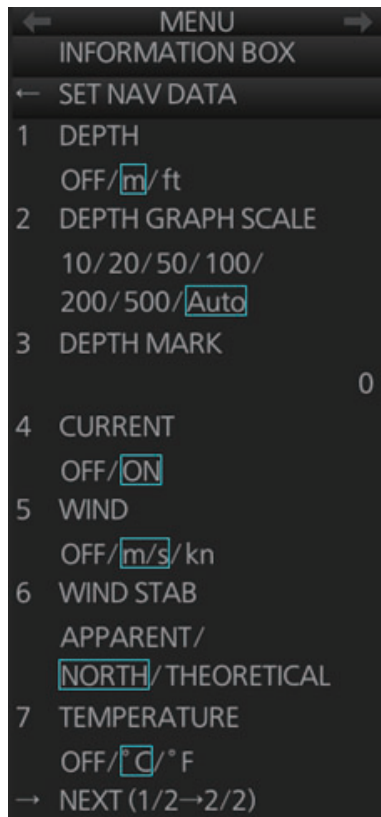 ← MENU →
INFORMATION BOX
← SET NAV DATA
1 DEPTH
OFF/m/ft
2 DEPTH GRAPH SCALE
10/20/50/100/
200/500/Auto
3 DEPTH MARK
0
4 CURRENT
OFF/ON
5 WIND
OFF/m/s/kn
6 WIND STAB
APPARENT/
NORTH/THEORETICAL
7 TEMPERATURE
OFF/°C/°F
→ NEXT (1/2→2/2)